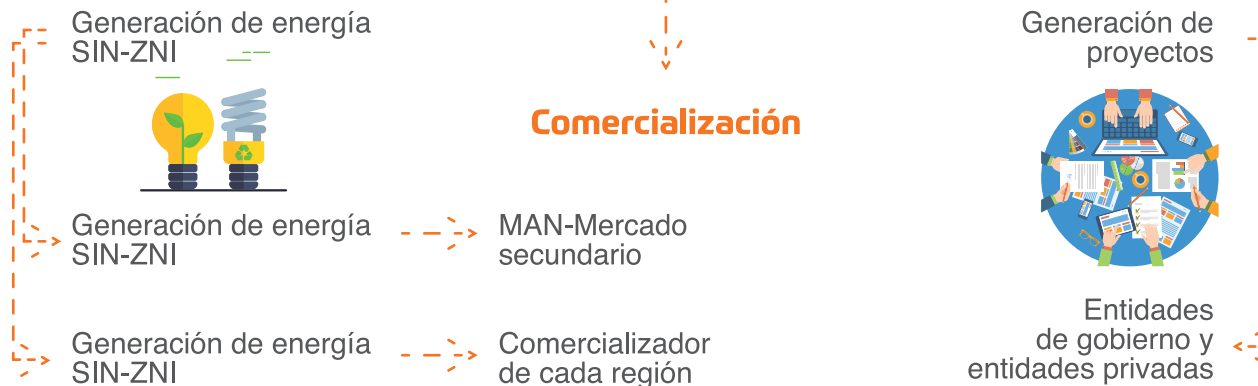 Generación de energía
SIN-ZNI
Comercialización
Generación de
proyectos
Generación de energía
SIN-ZNI
MAN-Mercado
secundario
Generación de energía
SIN-ZNI
Comercializador
de cada región
Entidades
de gobierno y
entidades privadas